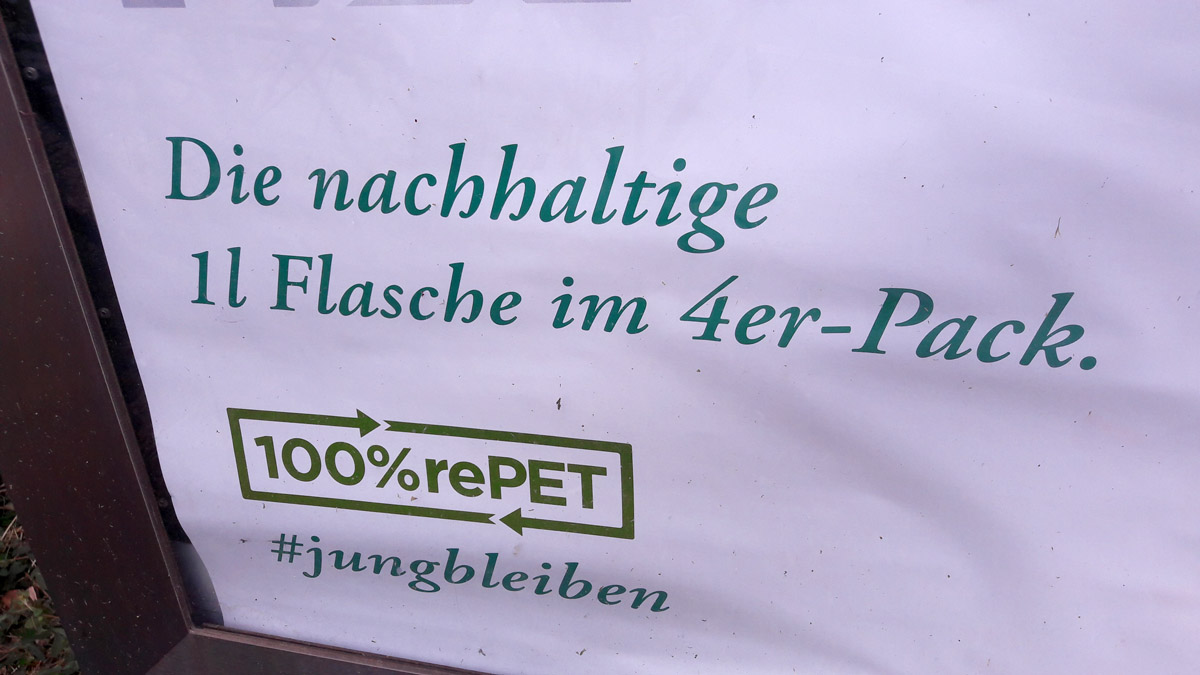 Die nachhaltige
1l Flasche im 4er-Pack.
100%rePET
#jungbleiben